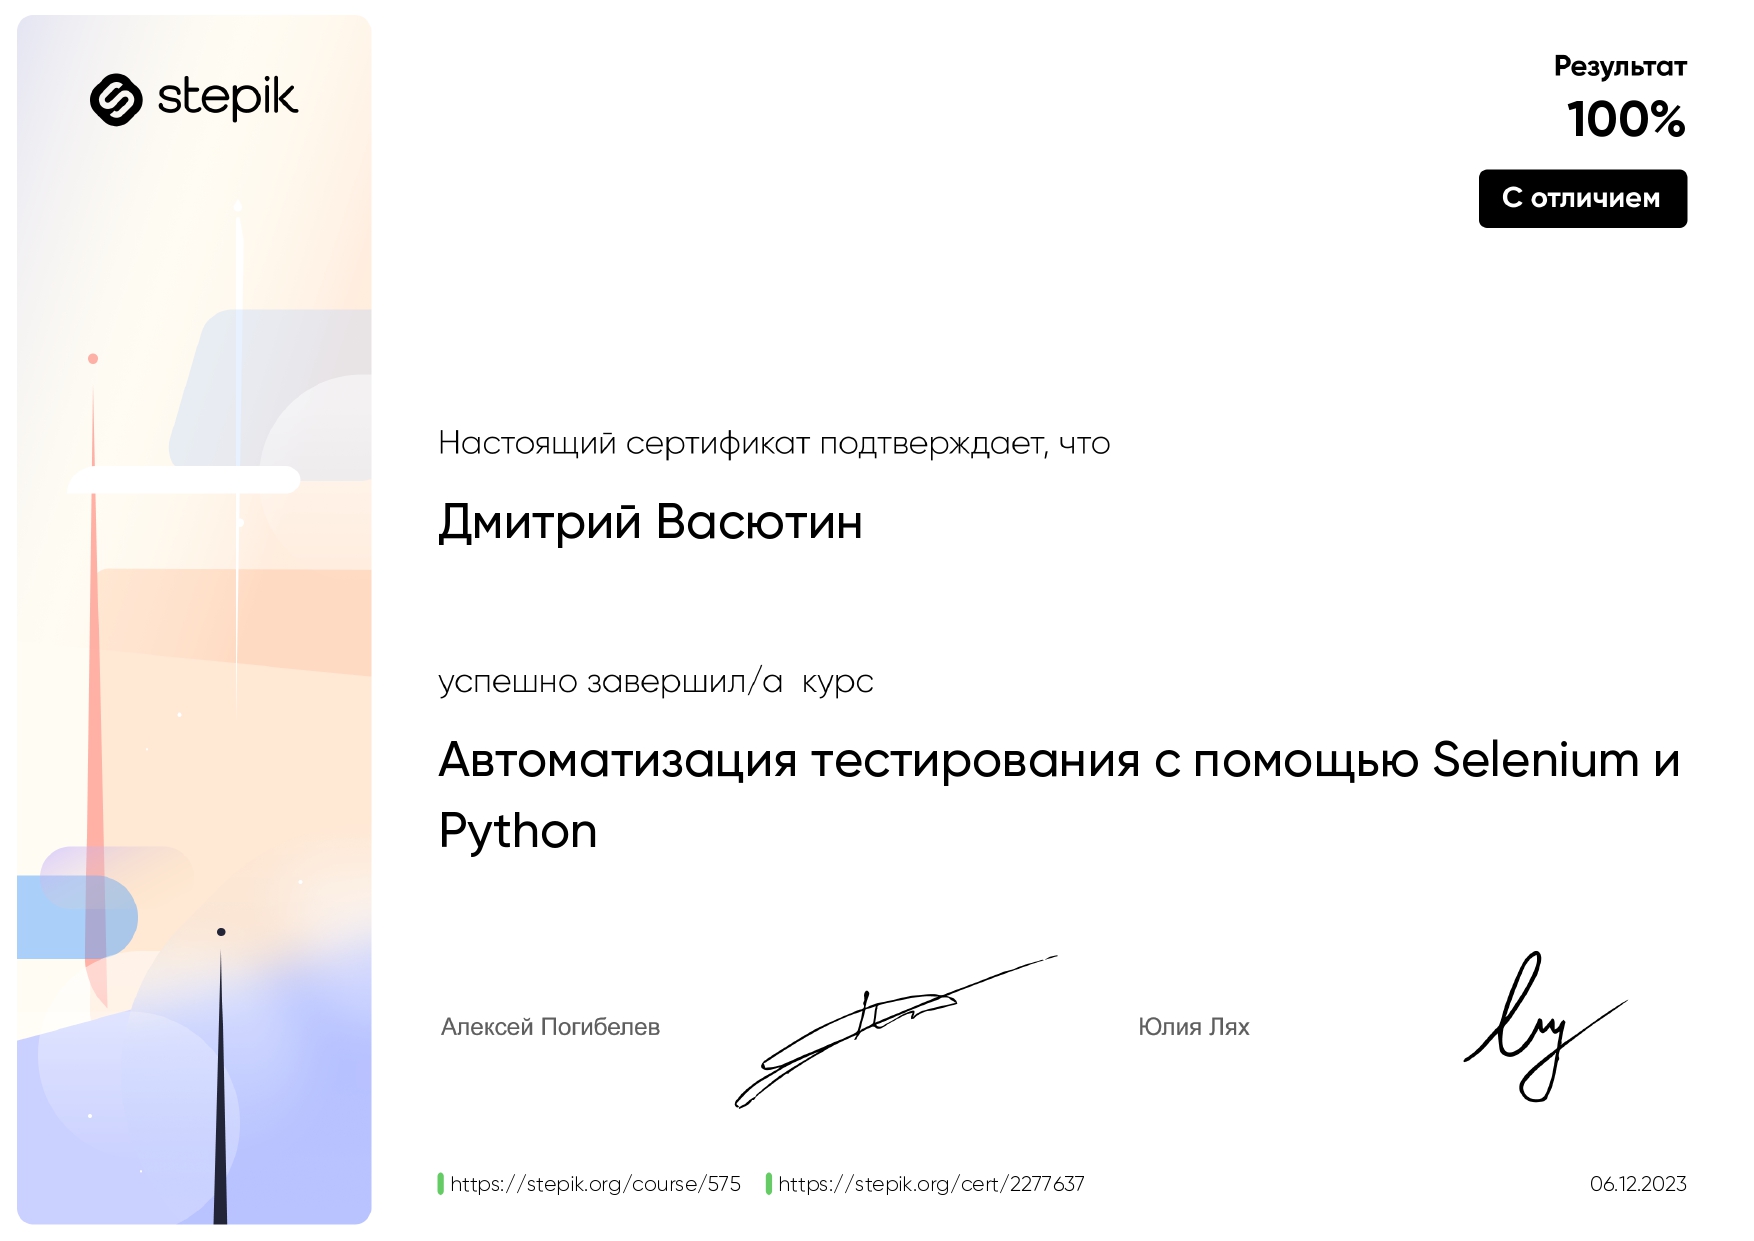 stepik
Результат
100%
С отличием
Настоящий сертификат подтверждает, что
Дмитрий Васютин
успешно завершил/а курс
Автоматизация тестирования с помощью Selenium и
Python
Алексей Погибелев
Юлия Лях
https://stepik.org/course/575 https://stepik.org/cert/2277637
06.12.2023